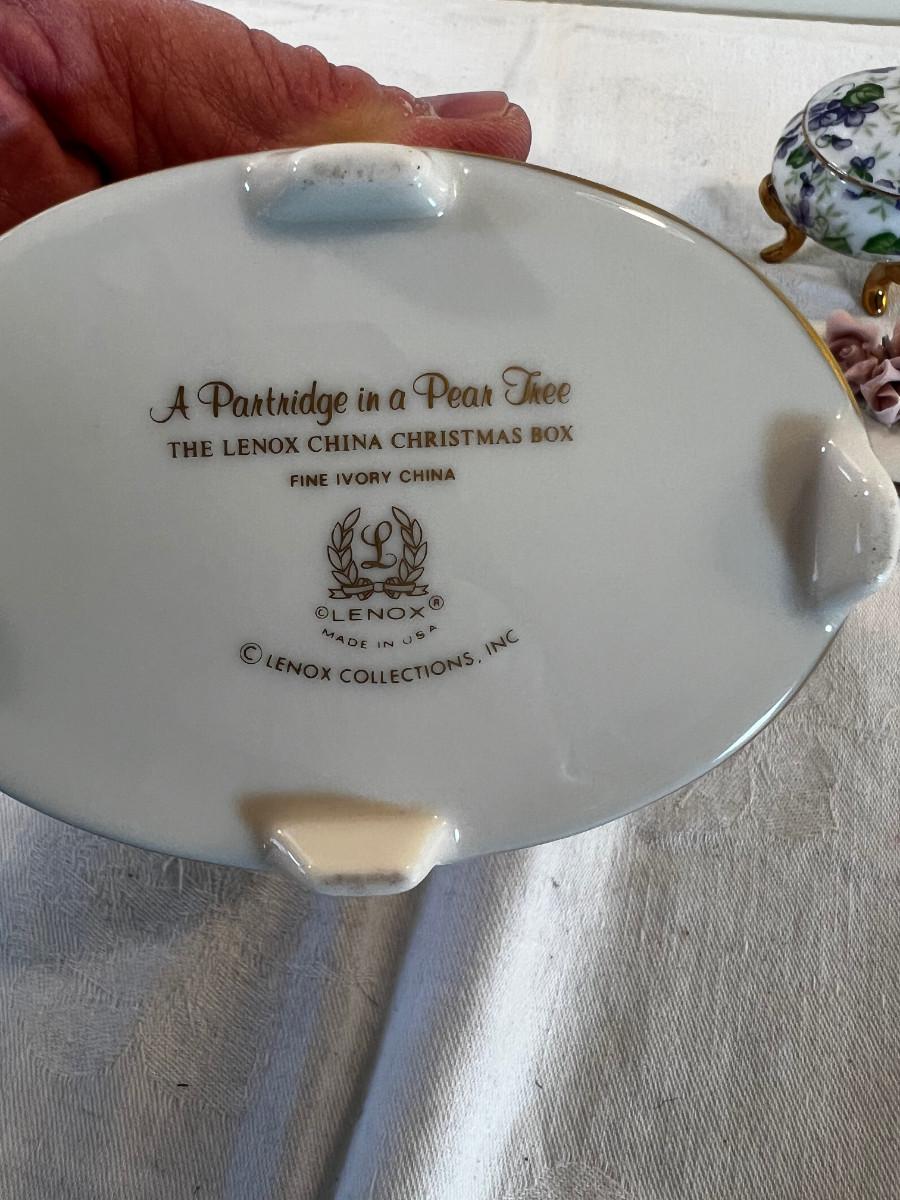 A Partridge in a Pear Tree
THE LENOX CHINA CHRISTMAS BOX
FINE IVORY CHINA
L
©LENOX®
MADE IN USA
© LENOX COLLECTIONS, INC